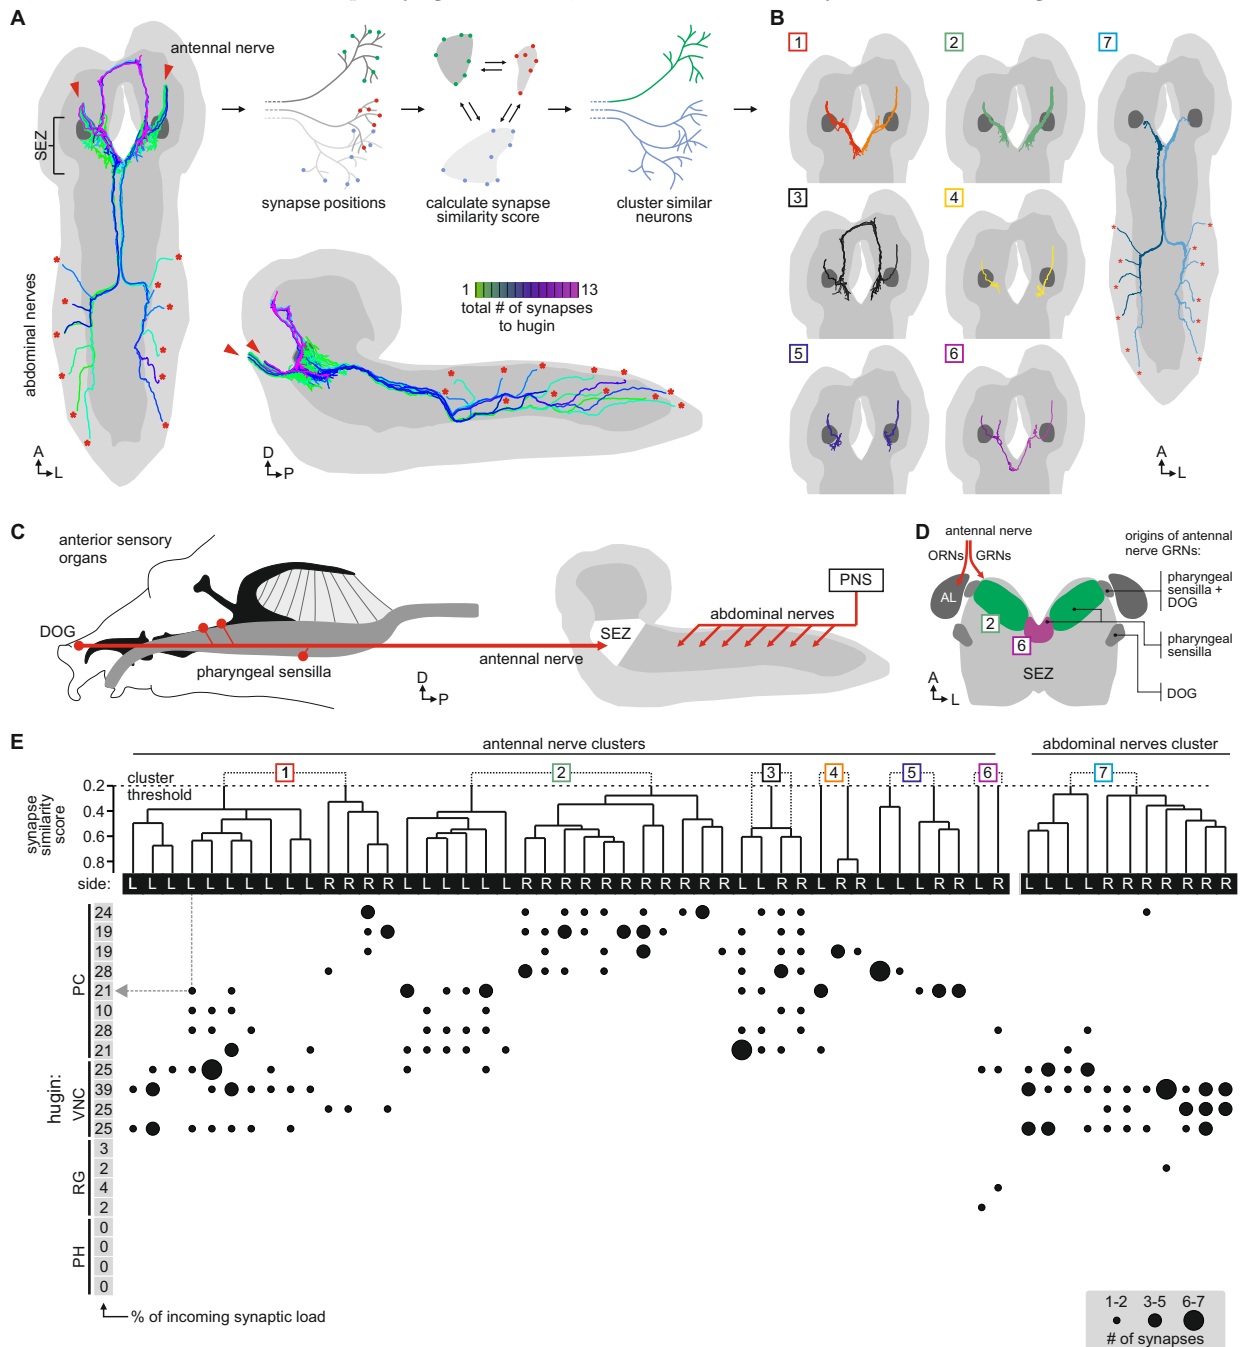 A
antennal nerve
SEZ
abdominal nerves
synapse positions
calculate synapse
similarity score
cluster similar
neurons
1 13
total # of synapses
to hugin
A
L
D
P
B
1
2
7
3
4
5
6
A
L
C
anterior sensory
organs
DOG
pharyngeal sensilla
antennal nerve
SEZ
PNS
abdominal nerves
D
P
D
antennal nerve
ORNs GRNs
AL
2
6
SEZ
origins of antennal
nerve GRNs:
pharyngeal
sensilla +
DOG
pharyngeal
sensilla
DOG
A
L
E
antennal nerve clusters
abdominal nerves cluster
cluster
threshold
1 2 3 4 5 6 7
synapse
similarity
score
0.2
0.4
0.6
0.8
side: L L L L L L L L L L R R R R L L L L L L R R R R R R R R R R R L L R R L R R L L L R R L R L L L L R R R R R R R
hugin:
PC
24
19
19
28
21
10
28
21
VNC
25
39
25
25
RG
3
2
4
2
PH
0
0
0
0
% of incoming synaptic load
1-2 3-5 6-7
# of synapses